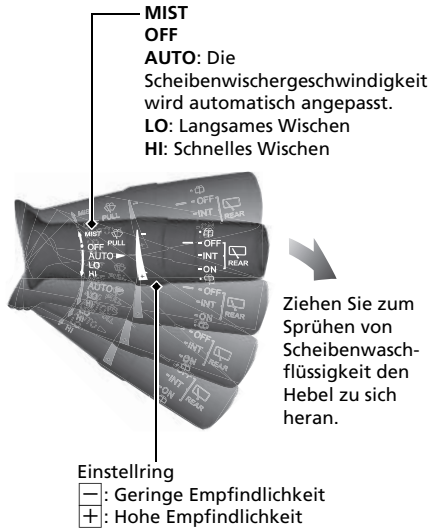 MIST
OFF
AUTO: Die
Scheibenwischergeschwindigkeit
wird automatisch angepasst.
LO: Langsames Wischen
HI: Schnelles Wischen
MIST
PULL
OFF
AUTO
LO
HI
OFF
INT
ON
REAR
Ziehen Sie zum
Sprühen von
Scheibenwasch-
flüssigkeit den
Hebel zu sich
heran.
Einstellring
−: Geringe Empfindlichkeit
+: Hohe Empfindlichkeit